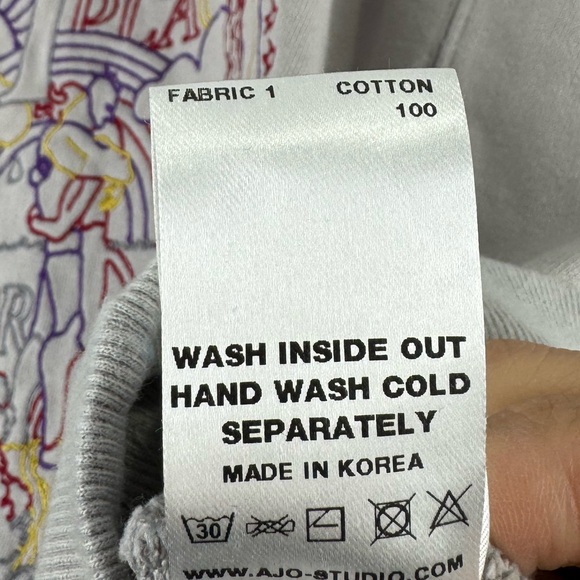 PLA
R
FABRIC 1 COTTON
100
WASH INSIDE OUT
HAND WASH COLD
SEPARATELY
MADE IN KOREA
30
WWW.AJO-STUDIO.COM